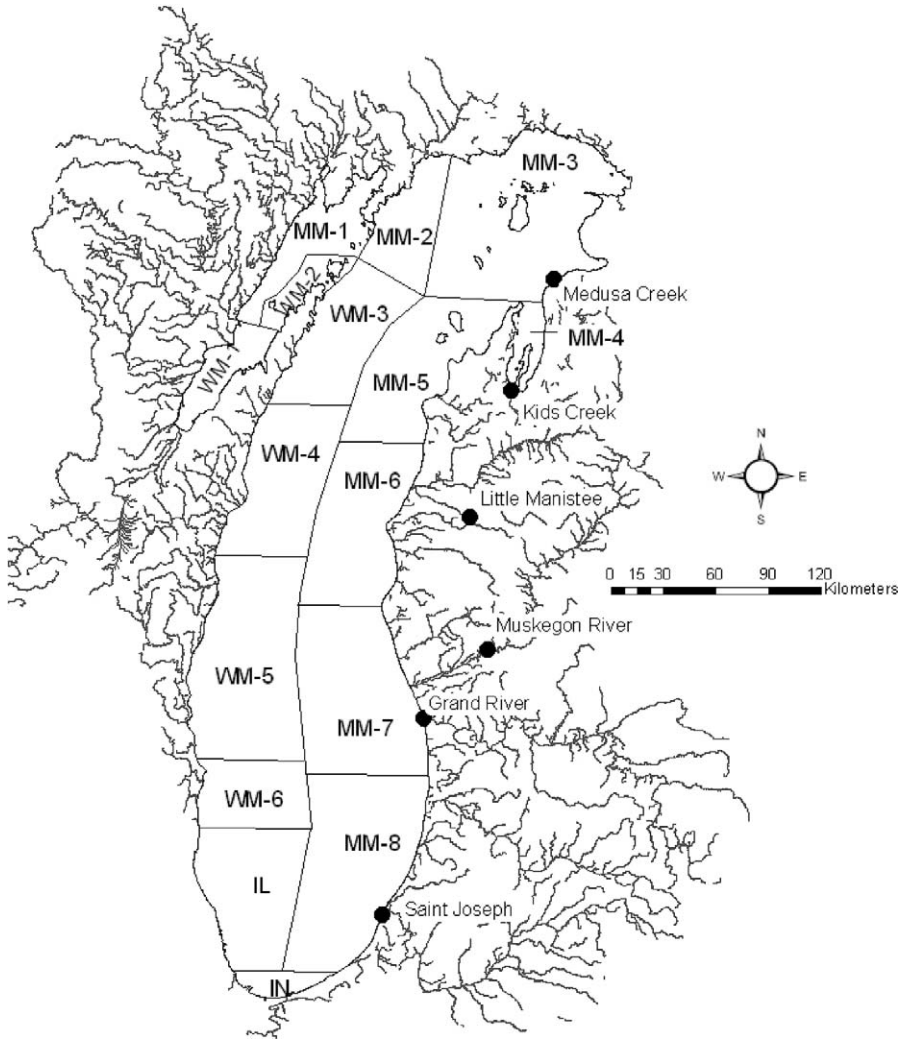 MM-3
MM-1
MM-2
WM-2
Medusa Creek
WM-3
MM-4
WM-1
MM-5
Kids Creek
N
WM-4
W E
MM-6
S
Little Manistee
0 15 30 60 90 120
Kilometers
Muskegon River
WM-5
Grand River
MM-7
WM-6
MM-8
IL
Saint Joseph
IN